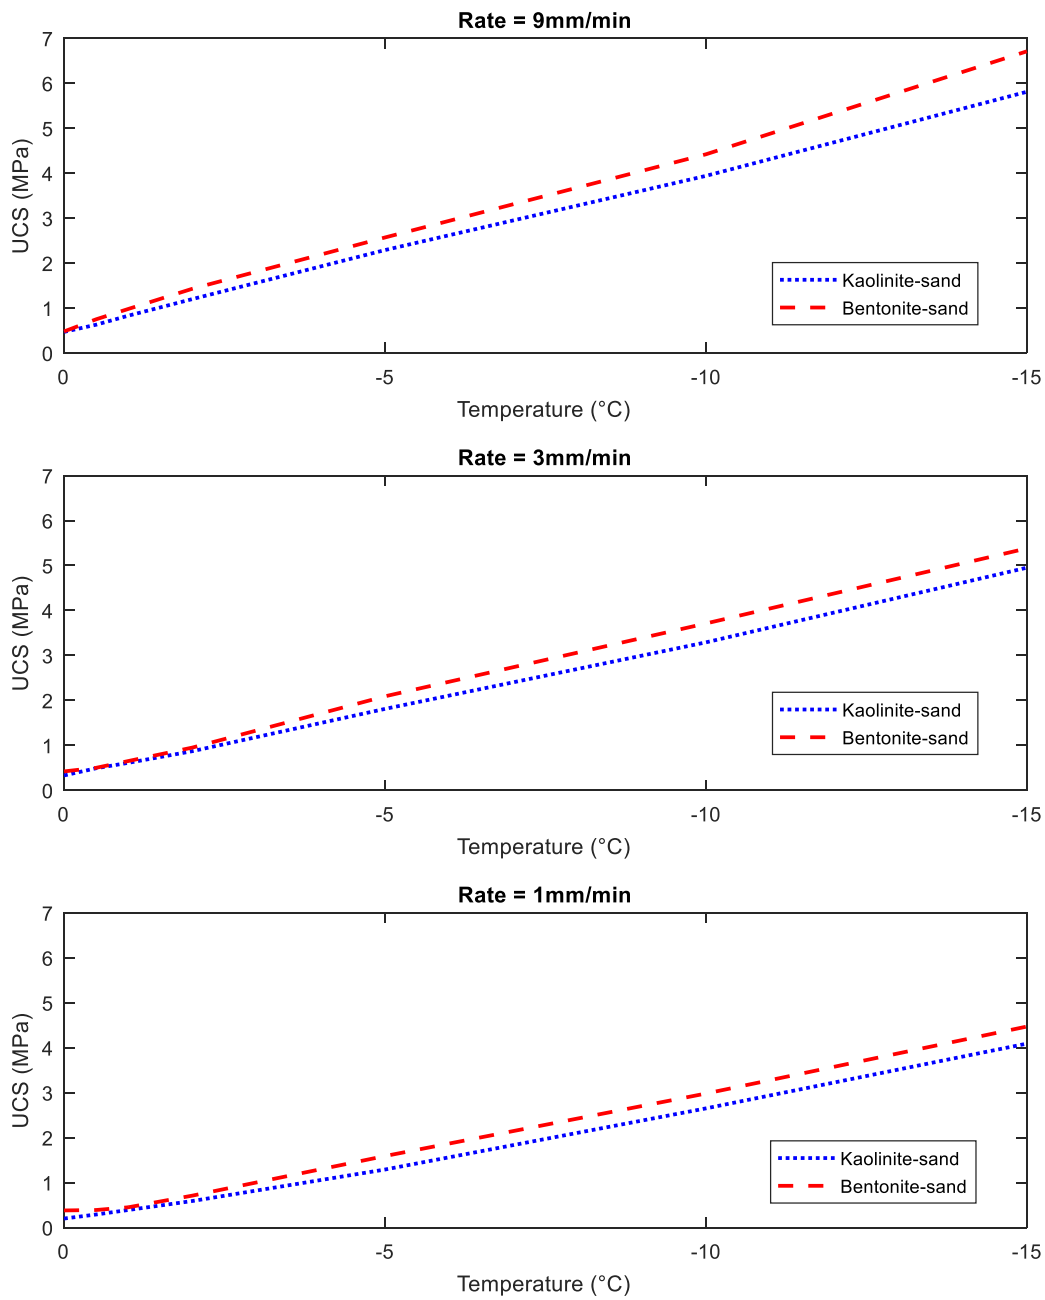 Rate = 9mm/min
7
6
5
4
3
2
1
0
UCS (MPa)
Kaolinite-sand
Bentonite-sand
0 -5 -10 -15
Temperature (°C)
Rate = 3mm/min
7
6
5
4
3
2
1
0
UCS (MPa)
Kaolinite-sand
Bentonite-sand
0 -5 -10 -15
Temperature (°C)
Rate = 1mm/min
7
6
5
4
3
2
1
0
UCS (MPa)
Kaolinite-sand
Bentonite-sand
0 -5 -10 -15
Temperature (°C)